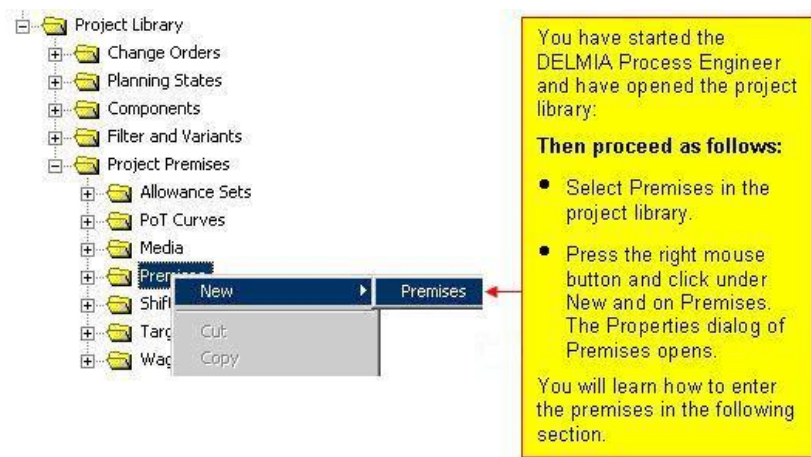 Project Library
Change Orders
Planning States
Components
Filter and Variants
Project Premises
Allowance Sets
PoT Curves
Media
New
Premises
Cut
Copy
You have started the
DELMIA Process Engineer
and have opened the project
library:
Then proceed as follows:
• Select Premises in the
project library.
• Press the right mouse
button and click under
New and on Premises.
The Properties dialog of
Premises opens.
You will learn how to enter
the premises in the following
section.